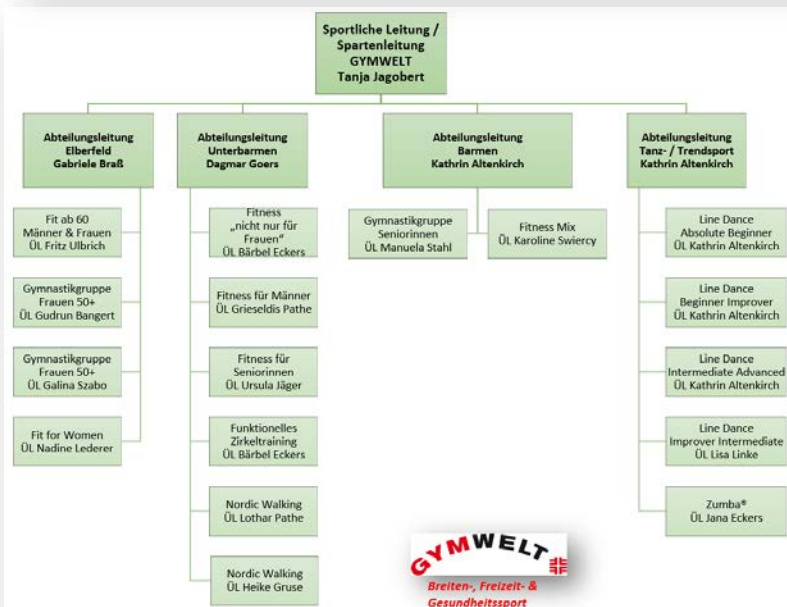 Sportliche Leitung /
Spartenleitung
GYMWELT
Tanja Jagobert
Abteilungsleitung
Elberfeld
Gabriele Braß
Fit ab 60
Männer & Frauen
ÜL Fritz Ulbrich
Gymnastikgruppe
Frauen 50+
ÜL Gudrun Bangert
Gymnastikgruppe
Frauen 50+
ÜL Galina Szabo
Fit for Women
ÜL Nadine Lederer
Abteilungsleitung
Unterbarmen
Dagmar Goers
Fitness
„nicht nur für
Frauen“
ÜL Bärbel Eckers
Fitness für Männer
ÜL Grieseldis Pathe
Fitness für
Seniorinnen
ÜL Ursula Jäger
Funktionelles
Zirkeltraining
ÜL Bärbel Eckers
Nordic Walking
ÜL Lothar Pathe
Nordic Walking
ÜL Heike Gruse
Abteilungsleitung
Barmen
Kathrin Altenkirch
Gymnastikgruppe
Seniorinnen
ÜL Manuela Stahl
Fitness Mix
ÜL Karoline Swiercy
Abteilungsleitung
Tanz- / Trendsport
Kathrin Altenkirch
Line Dance
Absolute Beginner
ÜL Kathrin Altenkirch
Line Dance
Beginner Improver
ÜL Kathrin Altenkirch
Line Dance
Intermediate Advanced
ÜL Kathrin Altenkirch
Line Dance
Improver Intermediate
ÜL Lisa Linke
Zumba®
ÜL Jana Eckers
GYMWELT
Breiten-, Freizeit- &
Gesundheitssport